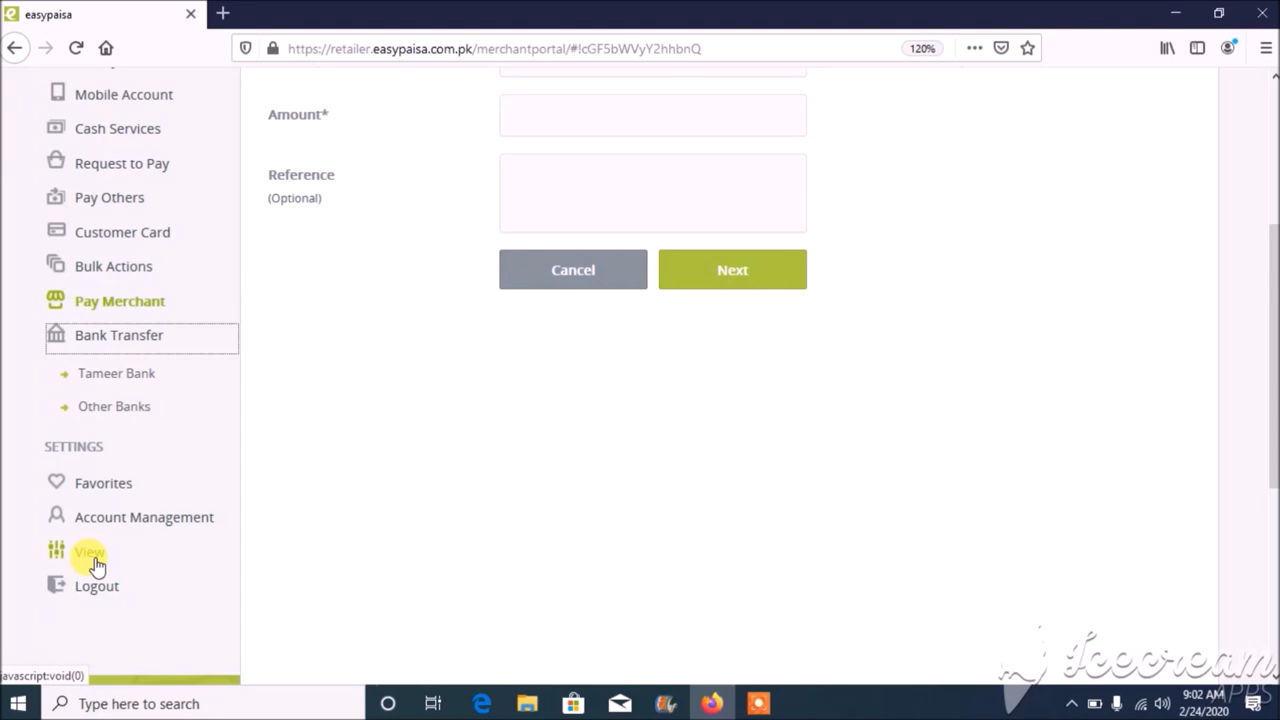 easypaisa
https://retailer.easypaisa.com.pk/merchantportal/#!cGF5bWVyY2hhbnQ
120%
Mobile Account
Cash Services
Request to Pay
Pay Others
Customer Card
Bulk Actions
Pay Merchant
Bank Transfer
Tameer Bank
Other Banks
SETTINGS
Favorites
Account Management
View
Logout
Amount*
Reference
(Optional)
Cancel Next
javascript:void(0)
Icecream
APPS
Type here to search
9:02 AM
2/24/2020